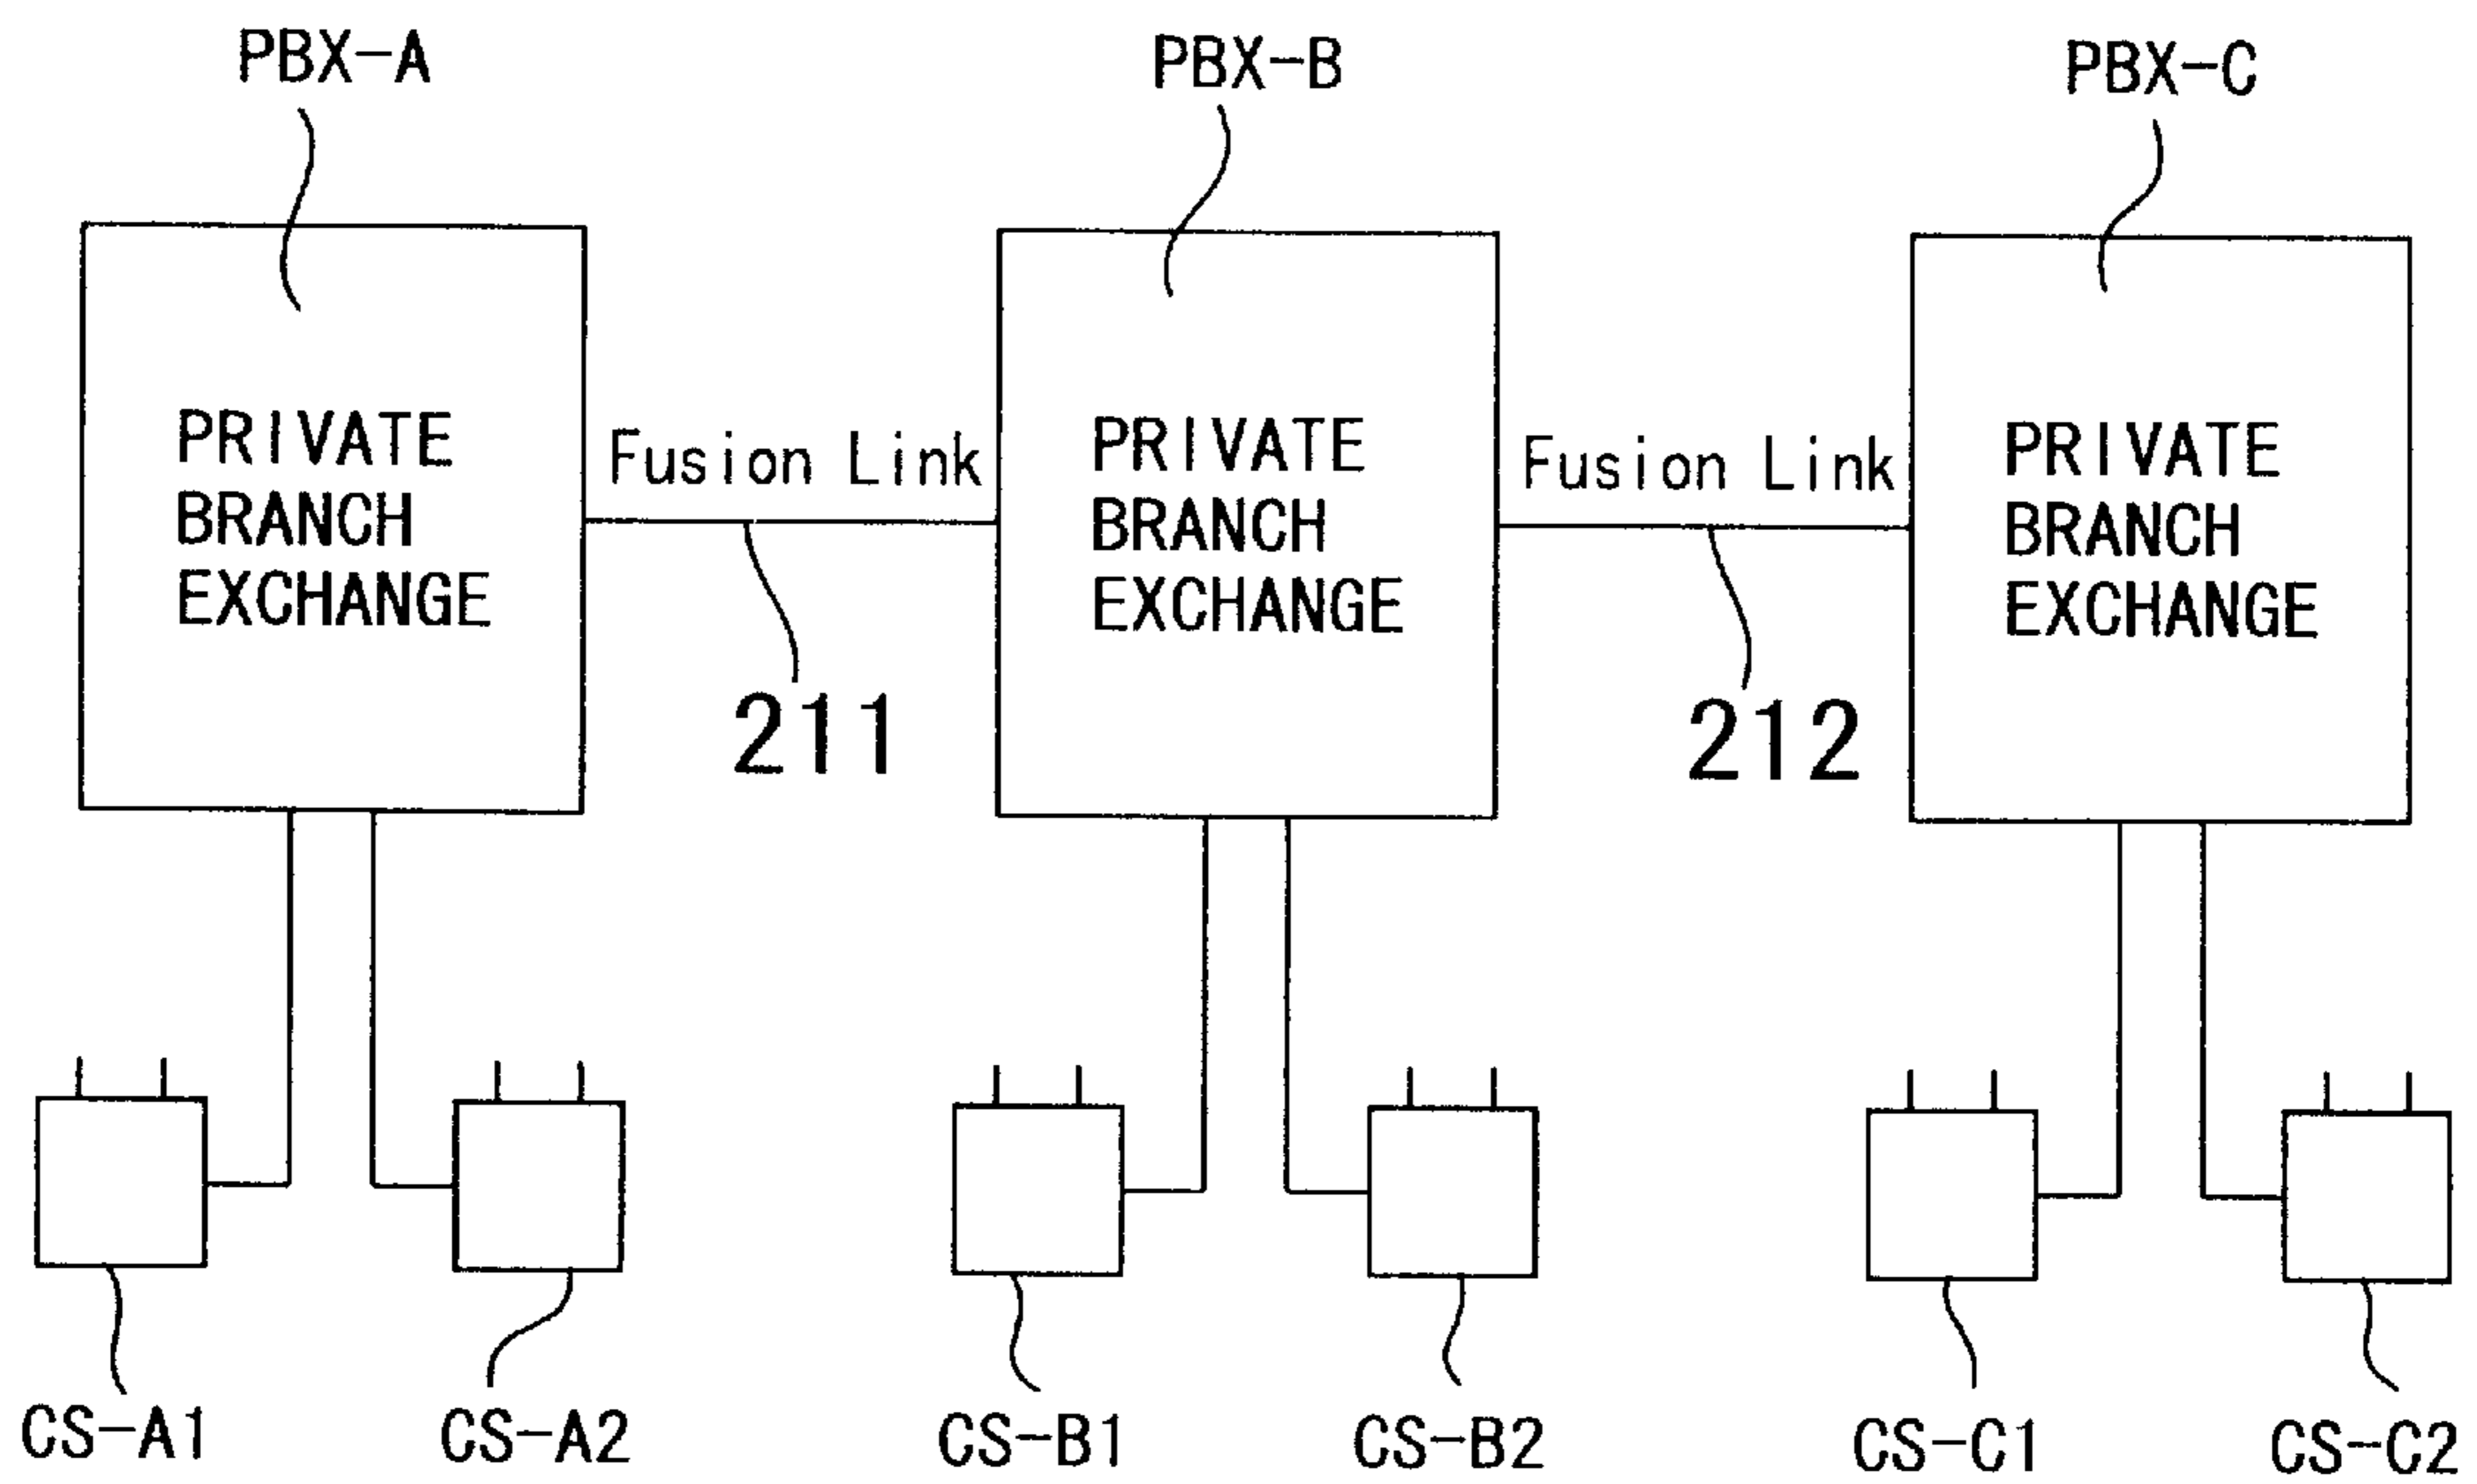 PBX-A
PBX-B
PBX-C
PRIVATE
BRANCH
EXCHANGE
Fusion Link
211
PRIVATE
BRANCH
EXCHANGE
Fusion Link
212
PRIVATE
BRANCH
EXCHANGE
CS-A1
CS-A2
CS-B1
CS-B2
CS-C1
CS-C2